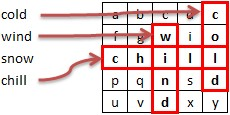 cold a b c d c
wind f g w i o
snow c h i l l
chill p q n s d
u v d x y